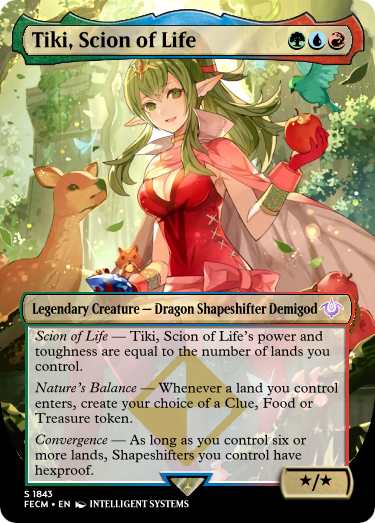 Tiki, Scion of Life
Legendary Creature — Dragon Shapeshifter Demigod
Scion of Life — Tiki, Scion of Life's power and
toughness are equal to the number of lands you
control.
Nature's Balance — Whenever a land you control
enters, create your choice of a Clue, Food or
Treasure token.
Convergence — As long as you control six or
more lands, Shapeshifters you control have
hexproof.
★/★
S 1843
FECM • EN INTELLIGENT SYSTEMS